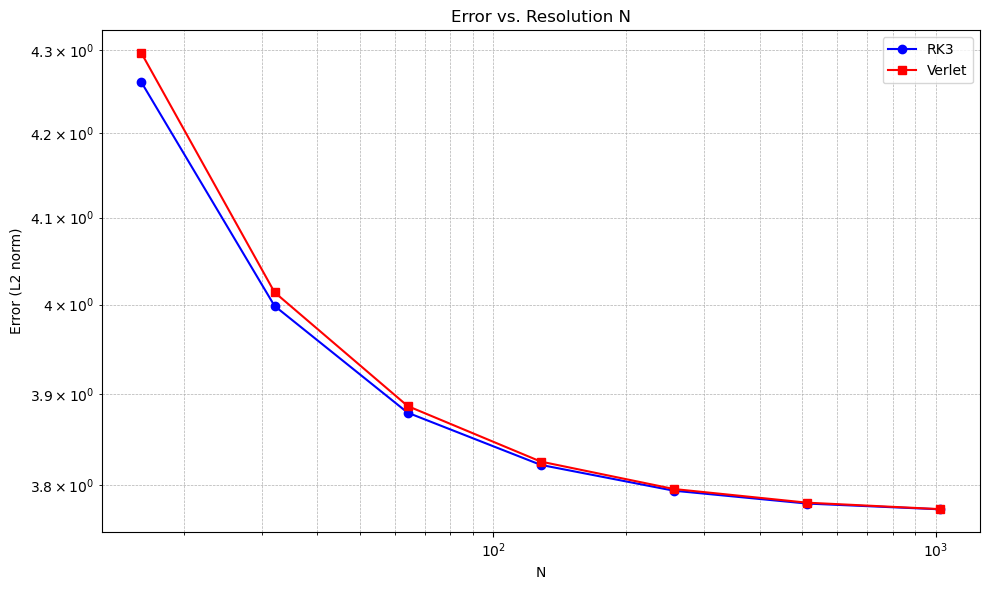 Error vs. Resolution N
RK3
Verlet
Error (L2 norm)
4.3 × 10⁰
4.2 × 10⁰
4.1 × 10⁰
4 × 10⁰
3.9 × 10⁰
3.8 × 10⁰
10² 10³
N